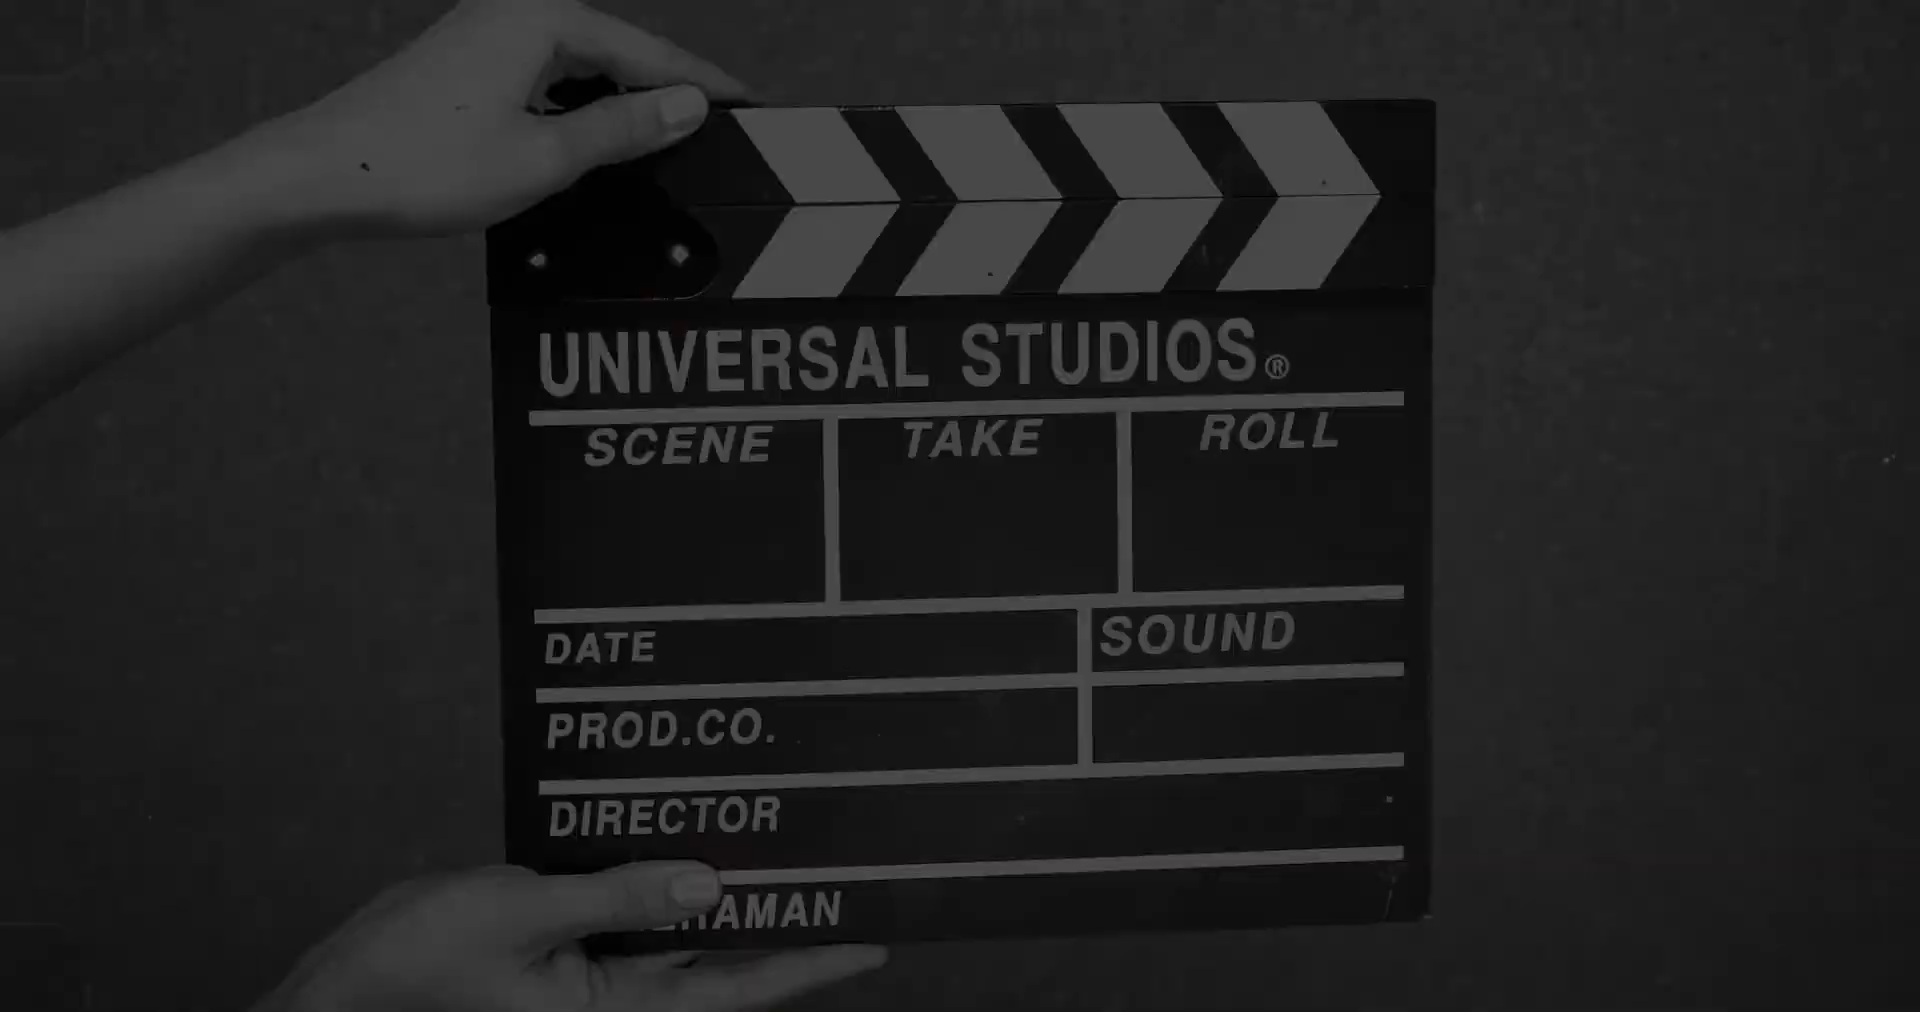 UNIVERSAL STUDIOS®
SCENE TAKE ROLL
DATE SOUND
PROD.CO.
DIRECTOR